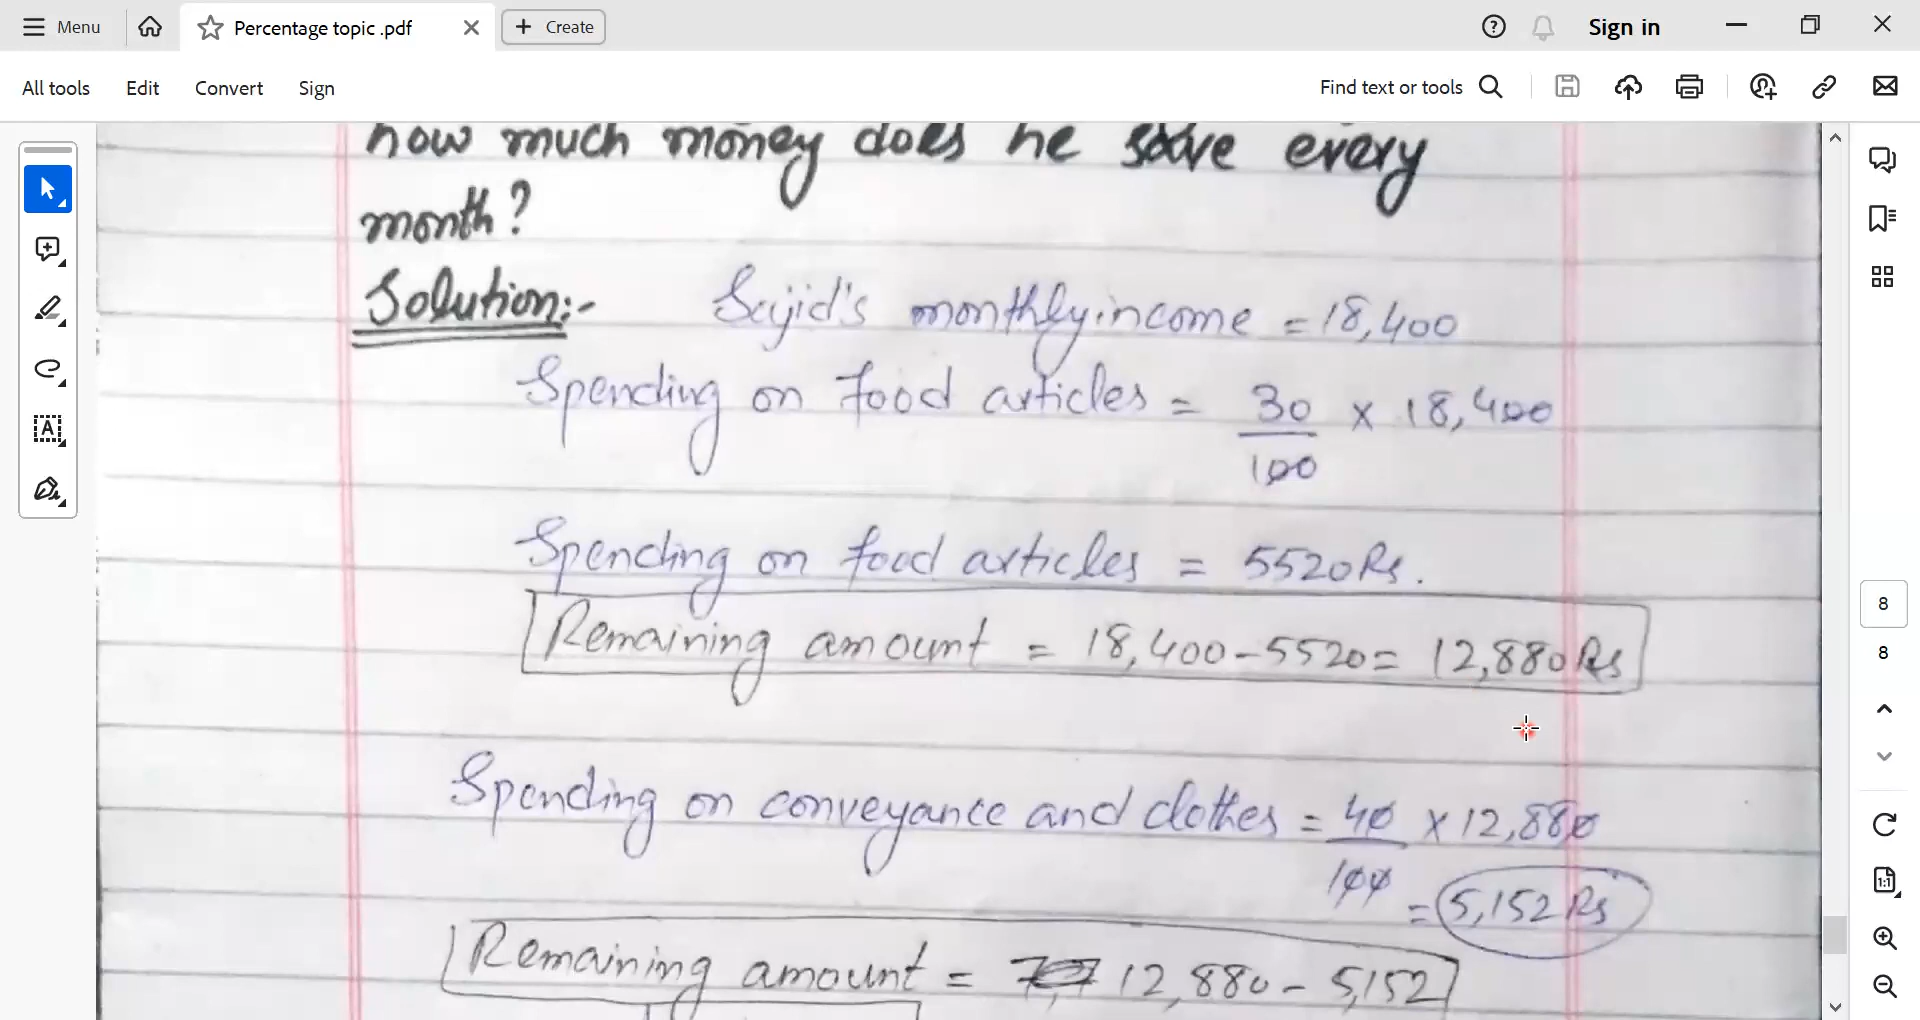 Menu
Percentage topic .pdf
Create
Sign in
All tools
Edit
Convert
Sign
Find text or tools
how much money does he save every
month?
Solution:-
Sajid's monthly income = 18,400
Spending on food articles = 30/100 x 18,400
Spending on food articles = 5520 Rs.
Remaining amount = 18,400-5520= 12,880 Rs
Spending on conveyance and clothes = 40/100 x 12,880
= 5,152 Rs
Remaining amount = 12,880 - 5,152
8
8